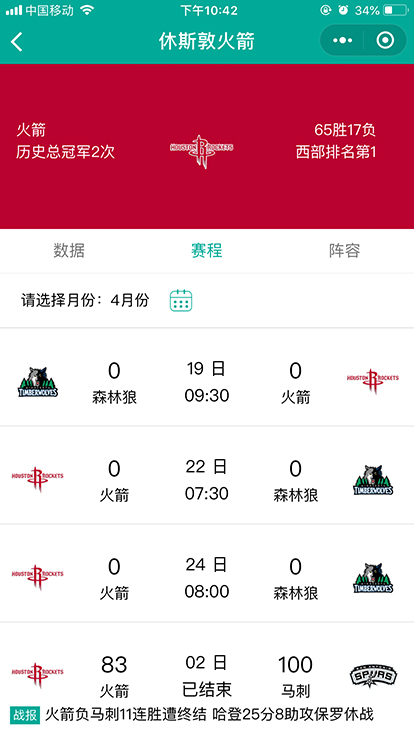 中国移动 下午10:42 34%
休斯敦火箭
火箭 65胜17负
历史总冠军2次 西部排名第1
HOUSTON ROCKETS
数据 赛程 阵容
请选择月份：4月份
0 19 日 0
TIMBERWOLVES 森林狼 09:30 火箭 HOUSTON ROCKETS
0 22 日 0
HOUSTON ROCKETS 火箭 07:30 森林狼 TIMBERWOLVES
0 24 日 0
HOUSTON ROCKETS 火箭 08:00 森林狼 TIMBERWOLVES
83 02 日 100
HOUSTON ROCKETS 火箭 已结束 马刺 SPURS
战报 火箭负马刺11连胜遭终结 哈登25分8助攻保罗休战